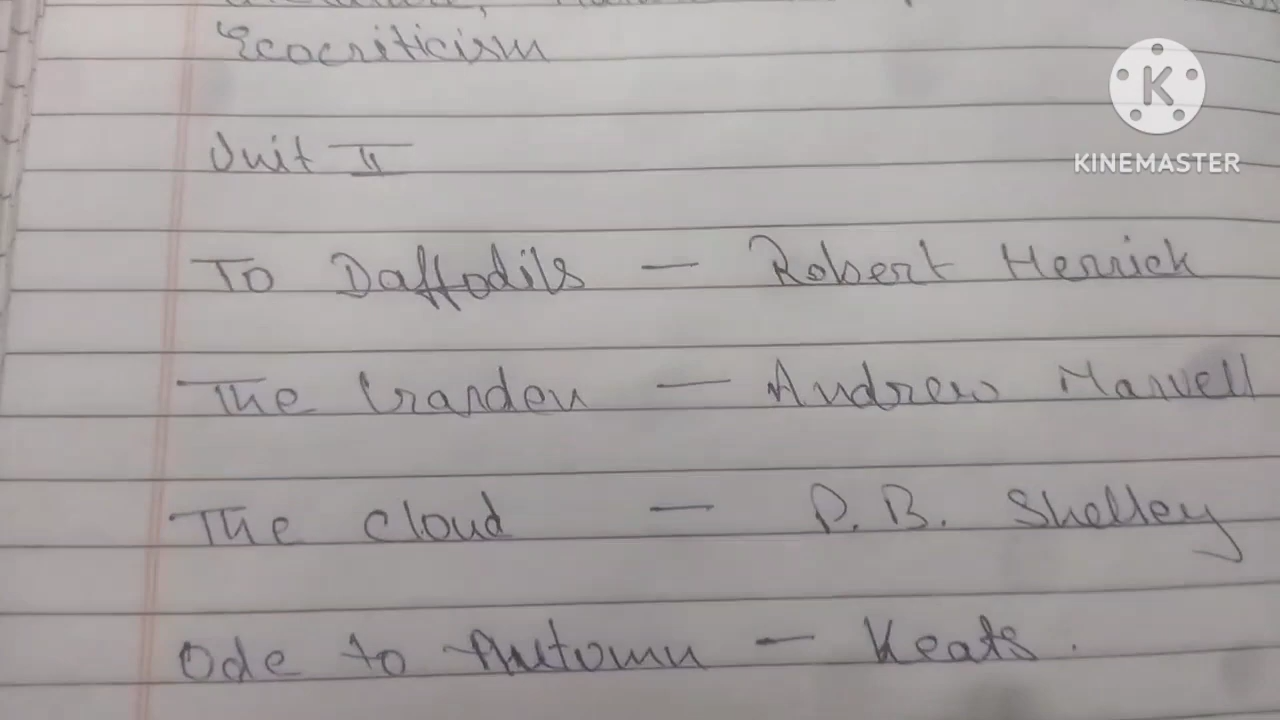 Ecocriticism
K
KINEMASTER
Unit II
To Daffodils — Robert Herrick
The Garden — Andrew Marvell
The Cloud — P. B. Shelley
Ode to Autumn — Keats.